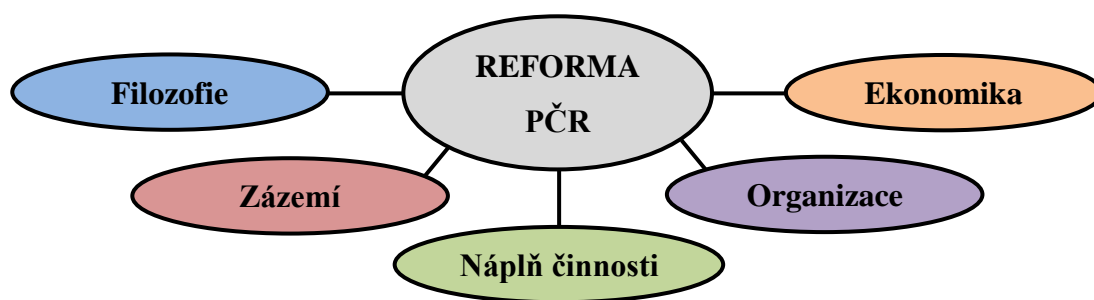 REFORMA
PČR
Filozofie
Ekonomika
Zázemí
Organizace
Náplň činnosti